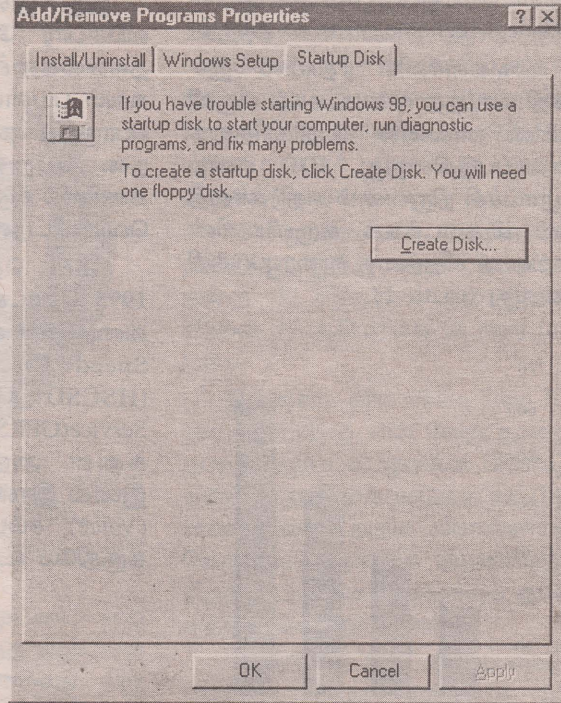 Add/Remove Programs Properties
? ×
Install/Uninstall Windows Setup Startup Disk
If you have trouble starting Windows 98, you can use a
startup disk to start your computer, run diagnostic
programs, and fix many problems.
To create a startup disk, click Create Disk. You will need
one floppy disk.
Create Disk...
OK Cancel Apply